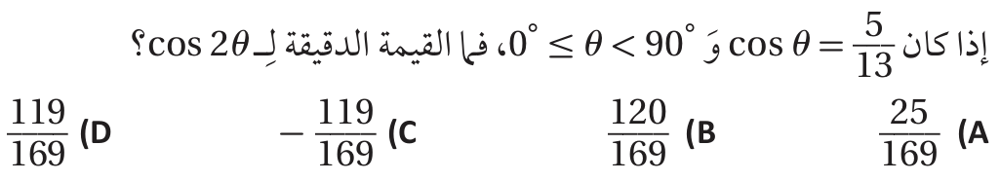 إذا كان cos θ = 5/13 وَ 0° ≤ θ < 90°، فما القيمة الدقيقة لِـ cos 2θ؟
A) 25/169 B) 120/169 C) −119/169 D) 119/169